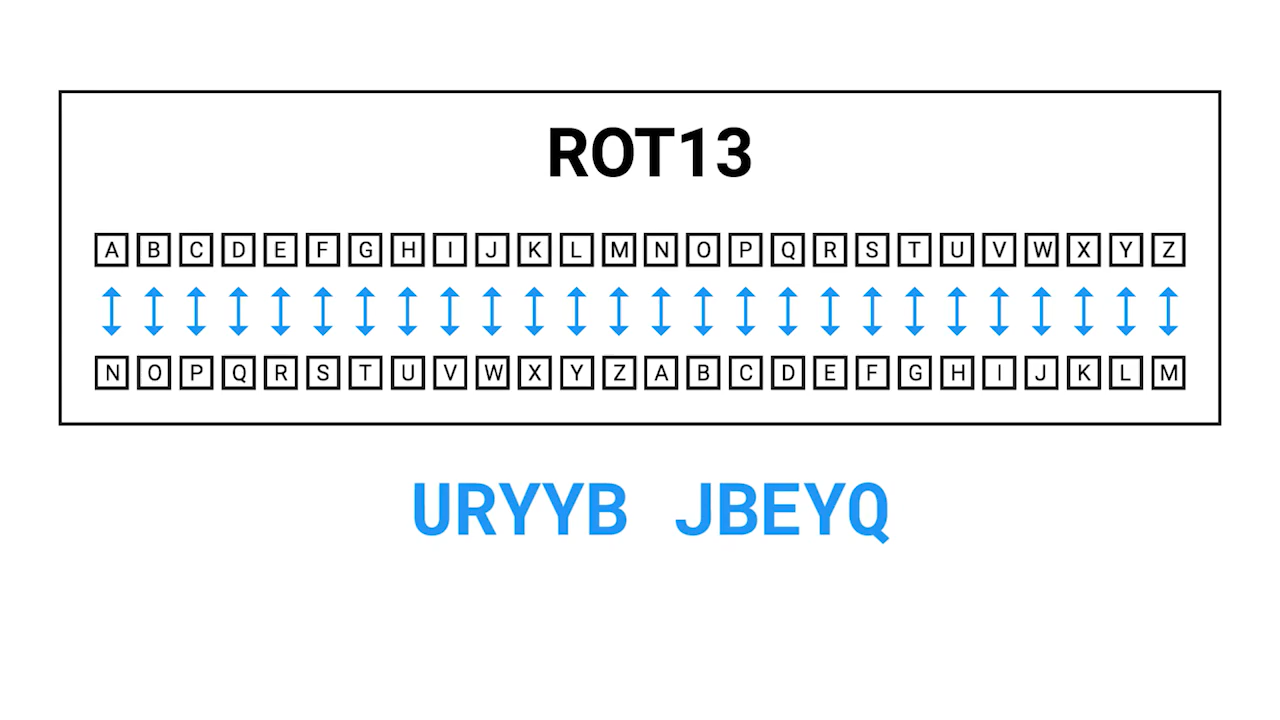 ROT13
A B C D E F G H I J K L M N O P Q R S T U V W X Y Z
N O P Q R S T U V W X Y Z A B C D E F G H I J K L M
URYYB JBEYQ